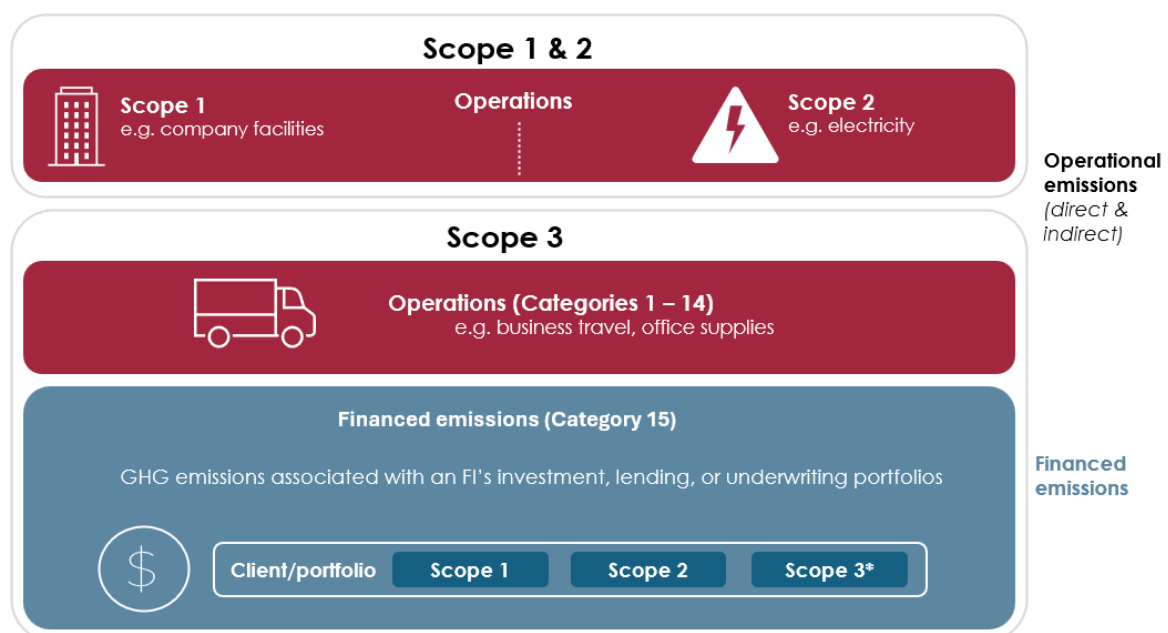 Scope 1 & 2
Scope 1
e.g. company facilities
Operations
Scope 2
e.g. electricity
Operational
emissions
(direct &
indirect)
Scope 3
Operations (Categories 1 – 14)
e.g. business travel, office supplies
Financed emissions (Category 15)
GHG emissions associated with an FI’s investment, lending, or underwriting portfolios
Financed
emissions
$
Client/portfolio
Scope 1
Scope 2
Scope 3*